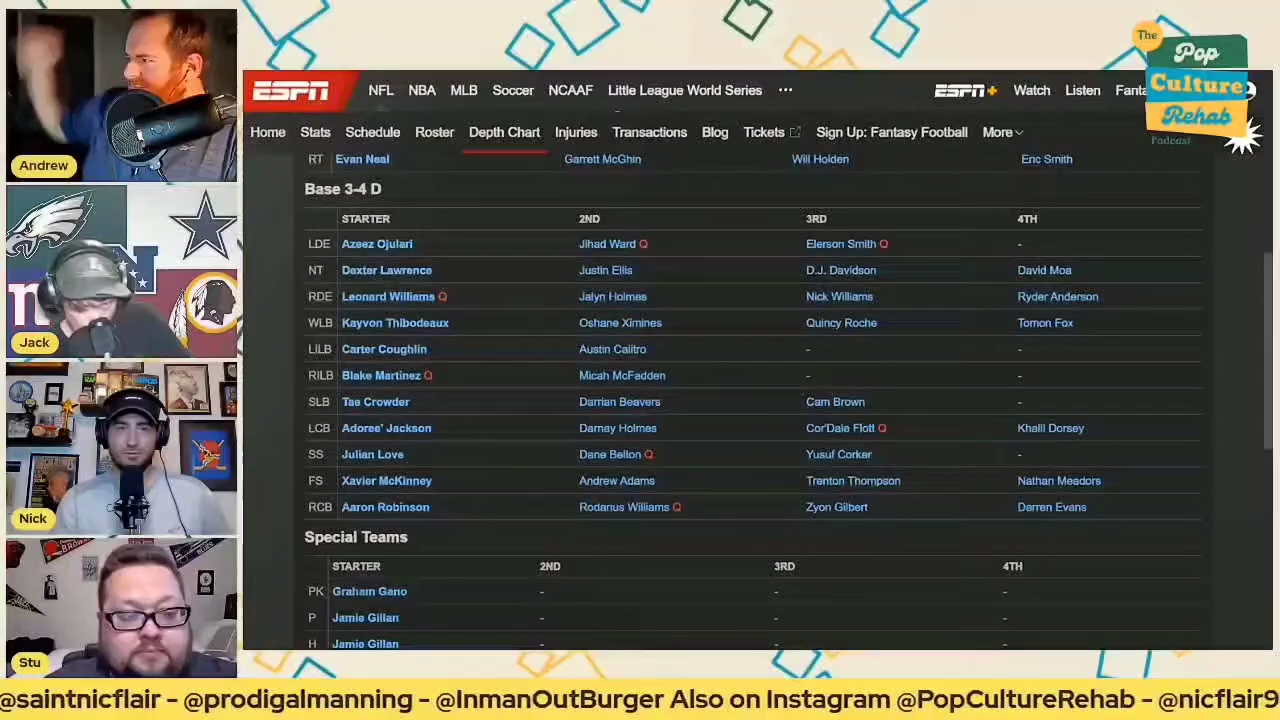 The
Pop
Culture
Rehab
Podcast
ESPN NFL NBA MLB Soccer NCAAF Little League World Series ··· ESPN+ Watch Listen Fanta
Home Stats Schedule Roster Depth Chart Injuries Transactions Blog Tickets Sign Up: Fantasy Football More
RT Evan Neal Garrett McGhin Will Holden Eric Smith
Base 3-4 D
STARTER 2ND 3RD 4TH
LDE Azeez Ojulari Jihad Ward Q Elerson Smith Q -
NT Dexter Lawrence Justin Ellis D.J. Davidson David Moa
RDE Leonard Williams Q Jalyn Holmes Nick Williams Ryder Anderson
WLB Kayvon Thibodeaux Oshane Ximines Quincy Roche Tomon Fox
LILB Carter Coughlin Austin Calitro - -
RILB Blake Martinez Q Micah McFadden - -
SLB Tae Crowder Darrian Beavers Cam Brown -
LCB Adoree' Jackson Darnay Holmes Cor'Dale Flott Q Khalil Dorsey
SS Julian Love Dane Belton Q Yusuf Corker -
FS Xavier McKinney Andrew Adams Trenton Thompson Nathan Meadors
RCB Aaron Robinson Rodarius Williams Q Zyon Gilbert Darren Evans
Special Teams
STARTER 2ND 3RD 4TH
PK Graham Gano - - -
P Jamie Gillan - - -
H Jamie Gillan - - -
Andrew
Jack
Nick
Stu
@saintnicflair - @prodigalmanning - @InmanOutBurger Also on Instagram @PopCultureRehab - @nicflair9